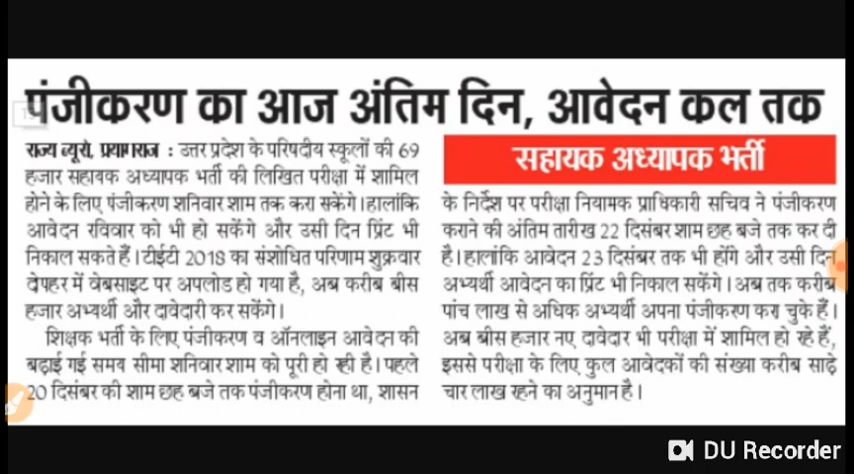 पंजीकरण का आज अंतिम दिन, आवेदन कल तक
राज्य ब्यूरो, प्रयागराज : उत्तर प्रदेश के परिषदीय स्कूलों की 69
हजार सहायक अध्यापक भर्ती की लिखित परीक्षा में शामिल
होने के लिए पंजीकरण शनिवार शाम तक करा सकेंगे। हालांकि
आवेदन रविवार को भी हो सकेंगे और उसी दिन प्रिंट भी
निकाल सकते हैं। टीईटी 2018 का संशोधित परिणाम शुक्रवार
दोपहर में वेबसाइट पर अपलोड हो गया है, अब करीब बीस
हजार अभ्यर्थी और दावेदारी कर सकेंगे।
शिक्षक भर्ती के लिए पंजीकरण व ऑनलाइन आवेदन की
बढ़ाई गई समय सीमा शनिवार शाम को पूरी हो रही है। पहले
20 दिसंबर की शाम छह बजे तक पंजीकरण होना था, शासन
सहायक अध्यापक भर्ती
के निर्देश पर परीक्षा नियामक प्राधिकारी सचिव ने पंजीकरण
कराने की अंतिम तारीख 22 दिसंबर शाम छह बजे तक कर दी
है। हालांकि आवेदन 23 दिसंबर तक भी होंगे और उसी दिन
अभ्यर्थी आवेदन का प्रिंट भी निकाल सकेंगे। अब तक करीब
पांच लाख से अधिक अभ्यर्थी अपना पंजीकरण करा चुके हैं।
अब बीस हजार नए दावेदार भी परीक्षा में शामिल हो रहे हैं,
इससे परीक्षा के लिए कुल आवेदकों की संख्या करीब साढ़े
चार लाख रहने का अनुमान है।
DU Recorder